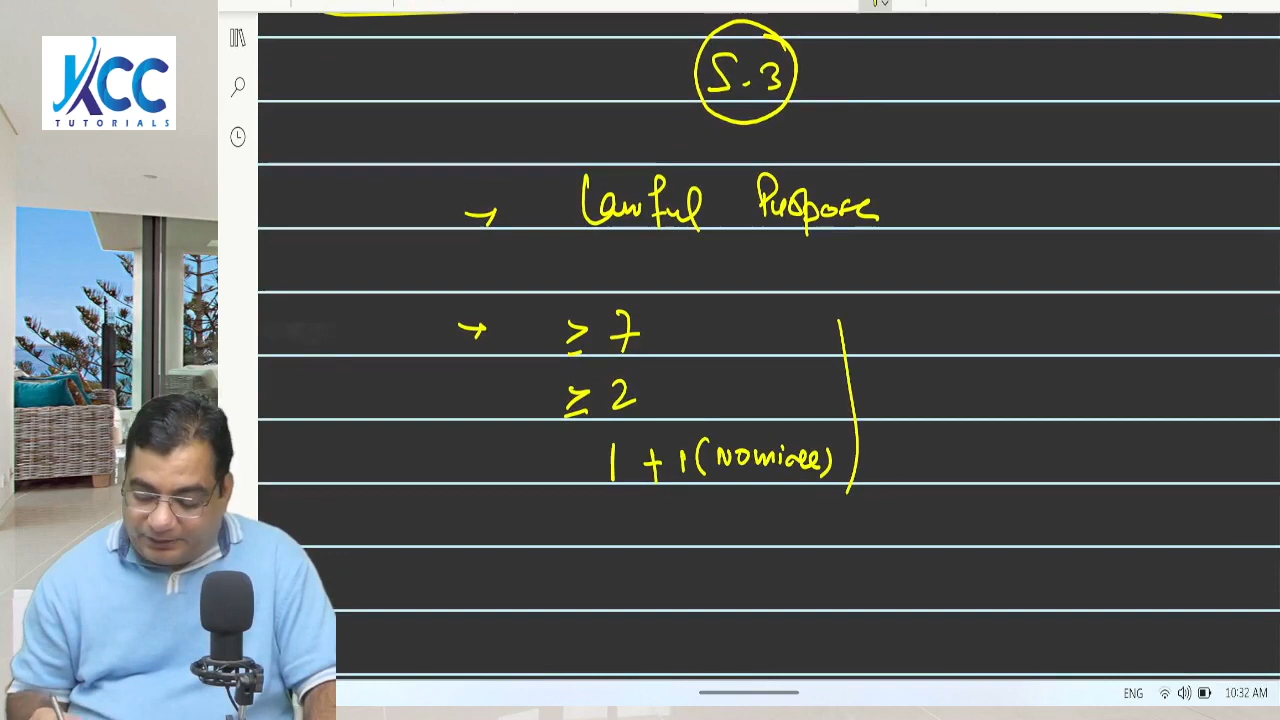 KCC
TUTORIALS
S.3
→ Lawful Purpose
→ ≥ 7
≥ 2
1 + 1 (Nominee)
ENG 10:32 AM